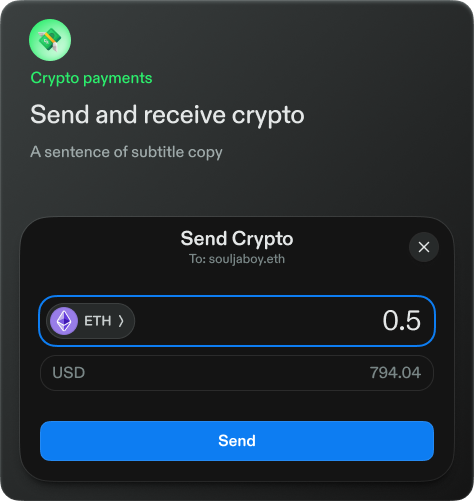 Crypto payments
Send and receive crypto
A sentence of subtitle copy
Send Crypto
To: souljaboy.eth
ETH 0.5
USD 794.04
Send